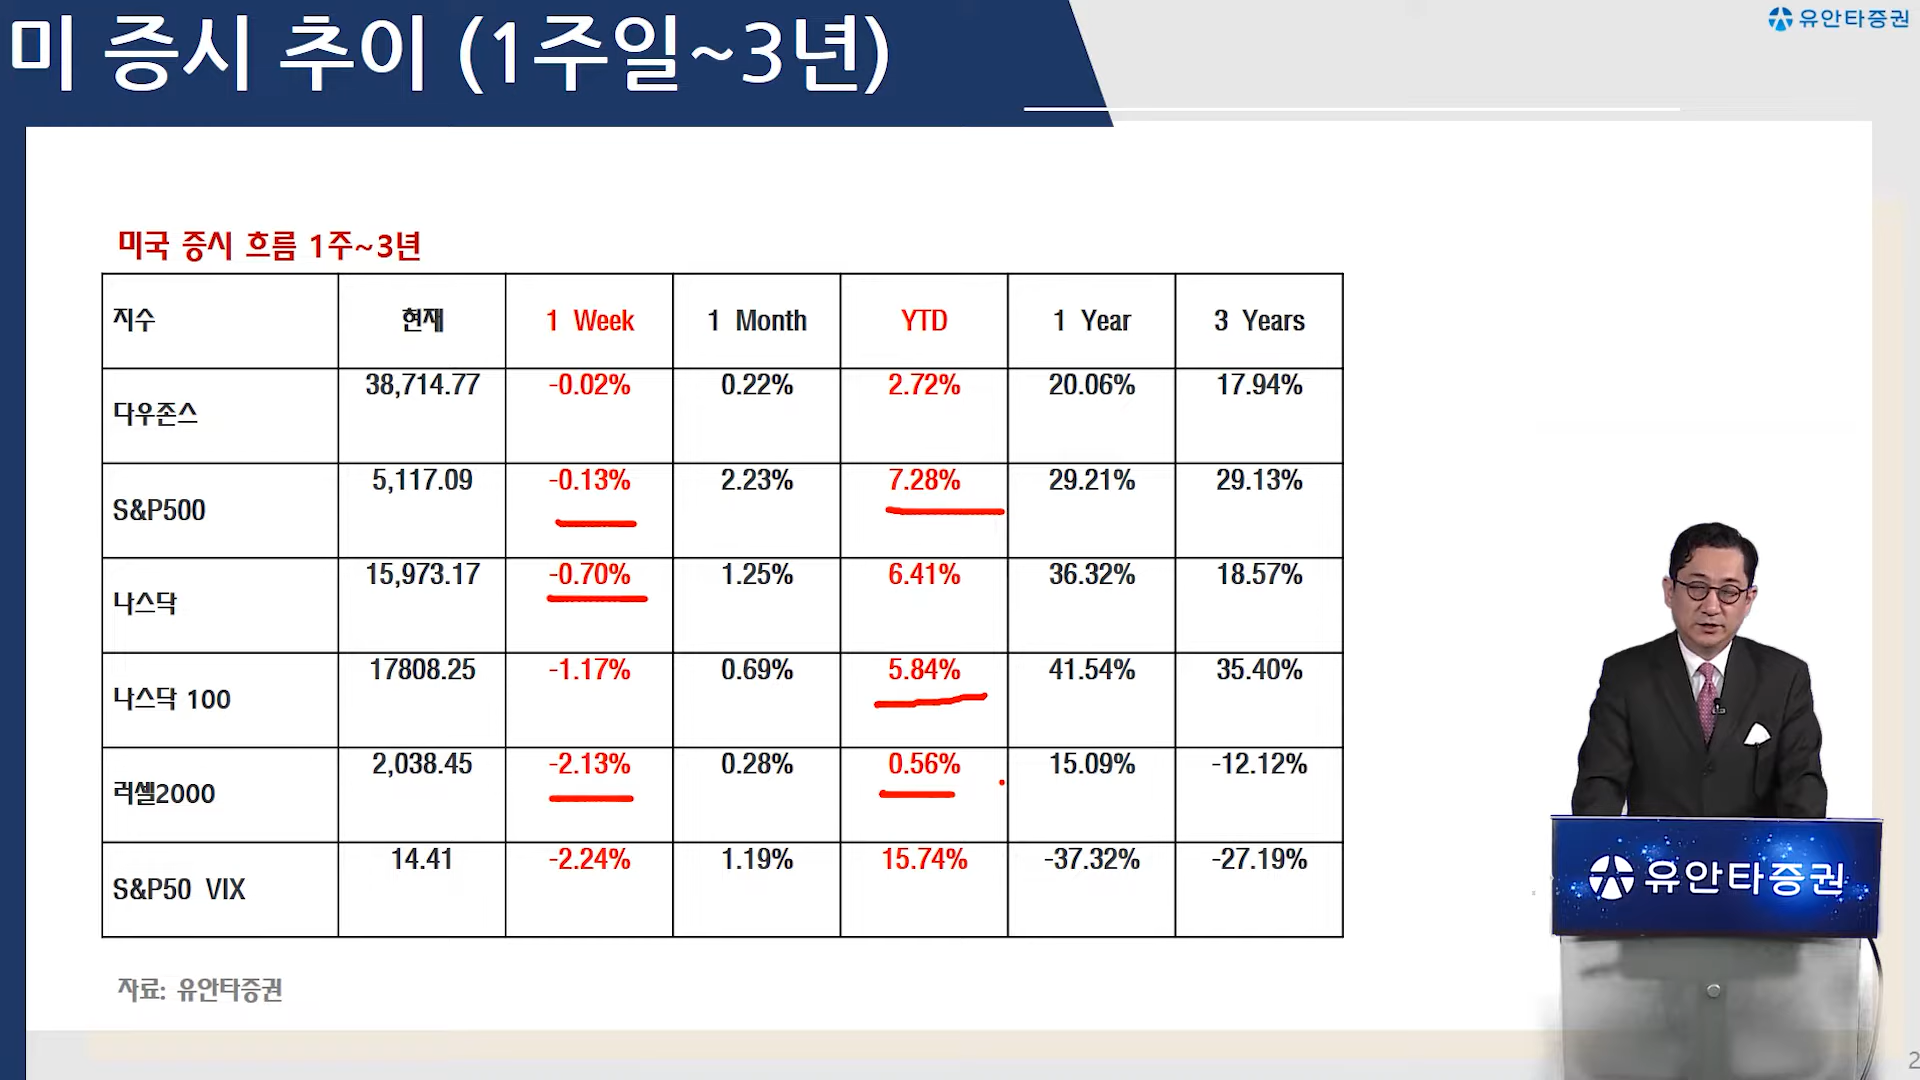 미 증시 추이 (1주일~3년)
유안타증권
미국 증시 흐름 1주~3년
지수 현재 1 Week 1 Month YTD 1 Year 3 Years
다우존스 38,714.77 -0.02% 0.22% 2.72% 20.06% 17.94%
S&P500 5,117.09 -0.13% 2.23% 7.28% 29.21% 29.13%
나스닥 15,973.17 -0.70% 1.25% 6.41% 36.32% 18.57%
나스닥 100 17808.25 -1.17% 0.69% 5.84% 41.54% 35.40%
러셀2000 2,038.45 -2.13% 0.28% 0.56% 15.09% -12.12%
S&P50 VIX 14.41 -2.24% 1.19% 15.74% -37.32% -27.19%
자료: 유안타증권
유안타증권
2